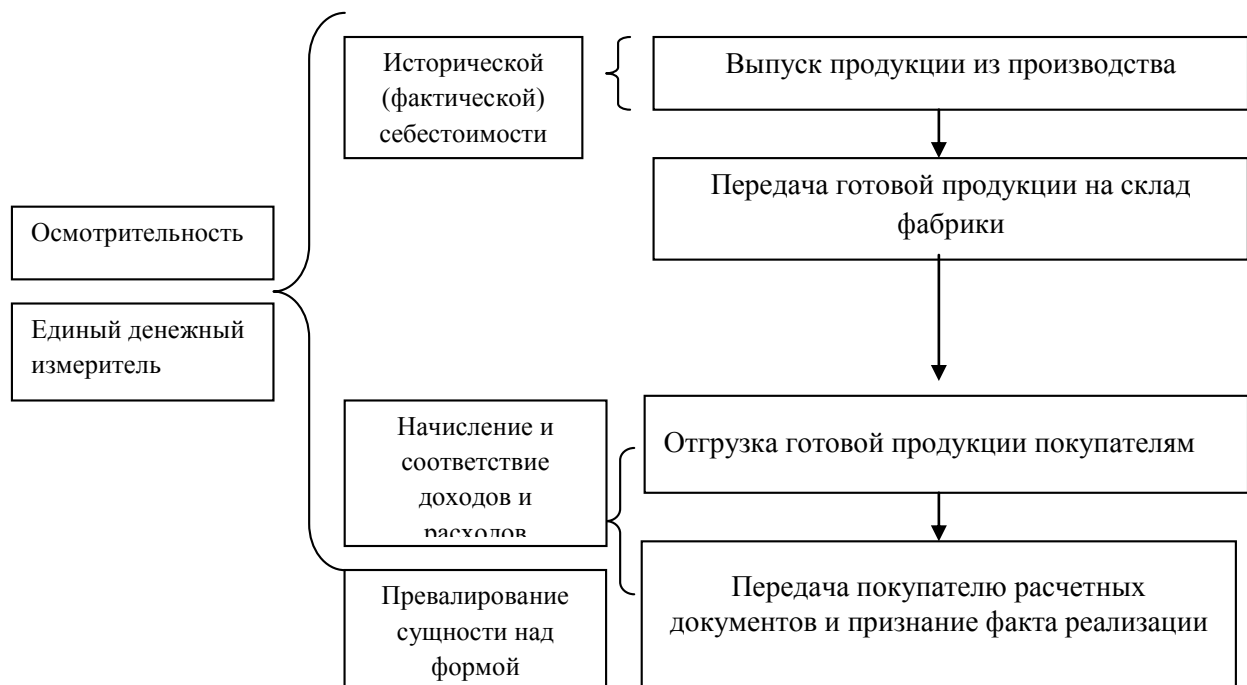 Исторической
(фактической)
себестоимости
Выпуск продукции из производства
Передача готовой продукции на склад
фабрики
Осмотрительность
Единый денежный
измеритель
Начисление и
соответствие
доходов и
расходов
Отгрузка готовой продукции покупателям
Превалирование
сущности над
формой
Передача покупателю расчетных
документов и признание факта реализации